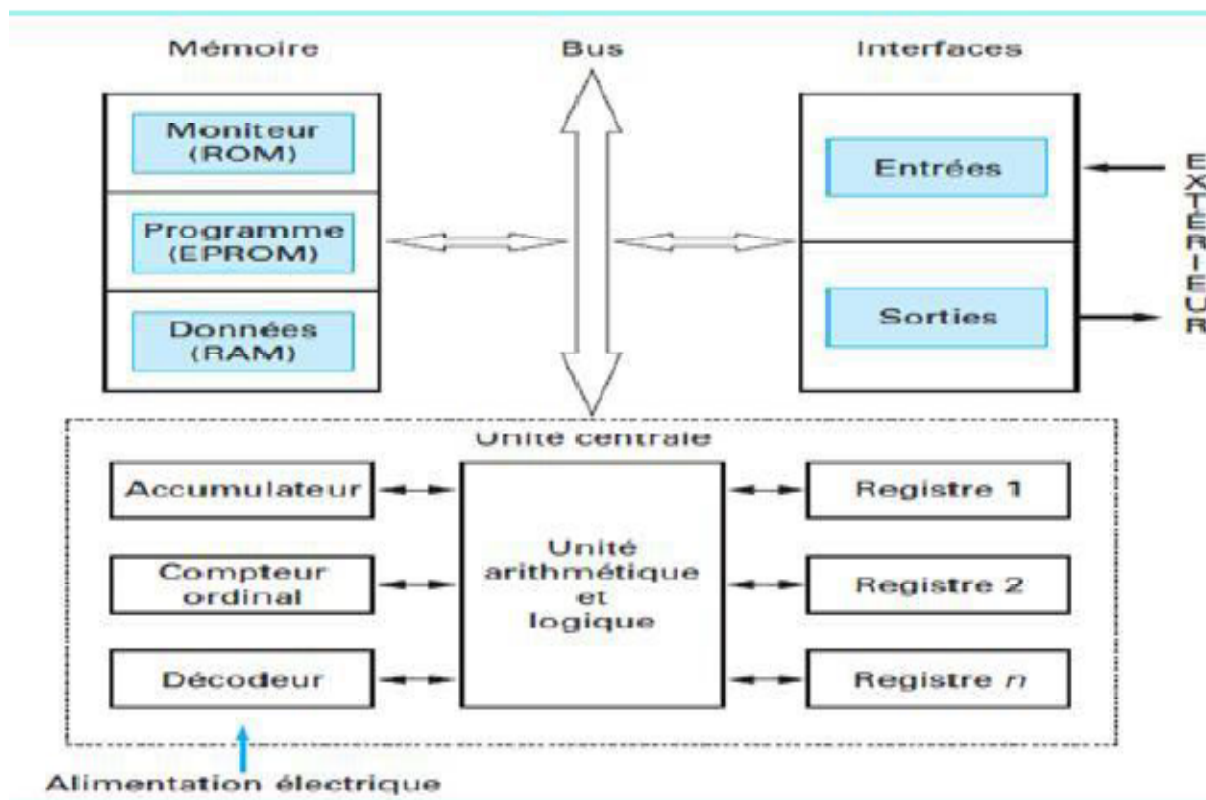 Mémoire
Bus
Interfaces
Moniteur
(ROM)
Programme
(EPROM)
Données
(RAM)
Entrées
Sorties
EXTÉRIEUR
Unité centrale
Accumulateur
Compteur
ordinal
Décodeur
Unité
arithmétique
et
logique
Registre 1
Registre 2
Registre n
Alimentation électrique